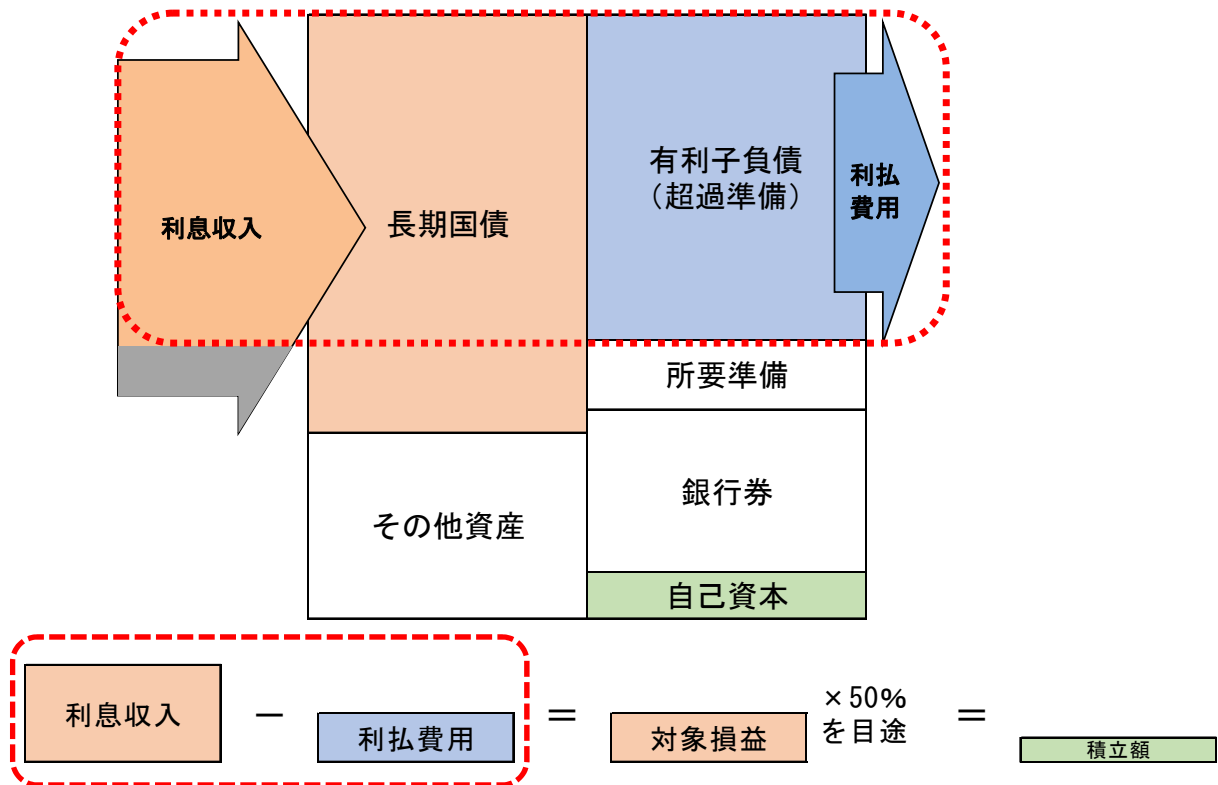 有利子負債
（超過準備）
利払
費用
利息収入
長期国債
所要準備
銀行券
その他資産
自己資本
利息収入 － 利払費用 ＝ 対象損益 ×50% を目途 ＝ 積立額